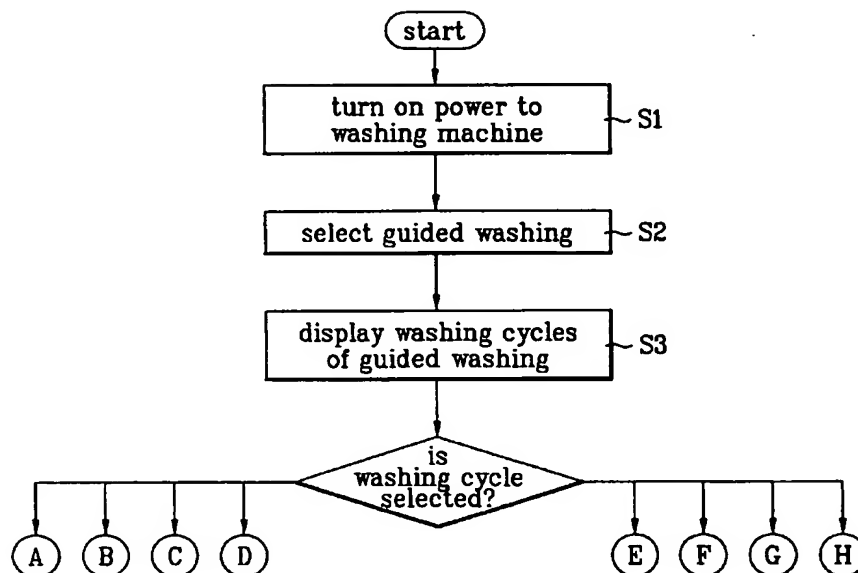 start
turn on power to
washing machine
S1
select guided washing
S2
display washing cycles
of guided washing
S3
is
washing cycle
selected?
A B C D E F G H